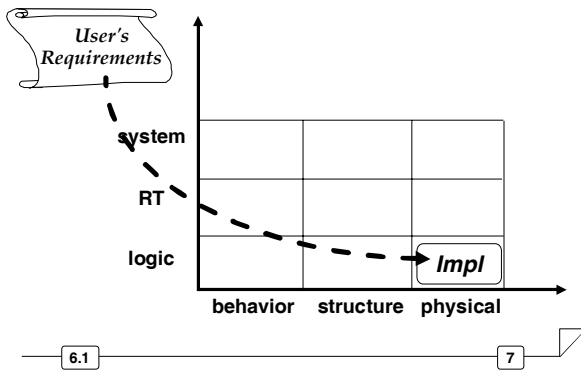 User's
Requirements
system
RT
logic
Impl
behavior structure physical
6.1 7